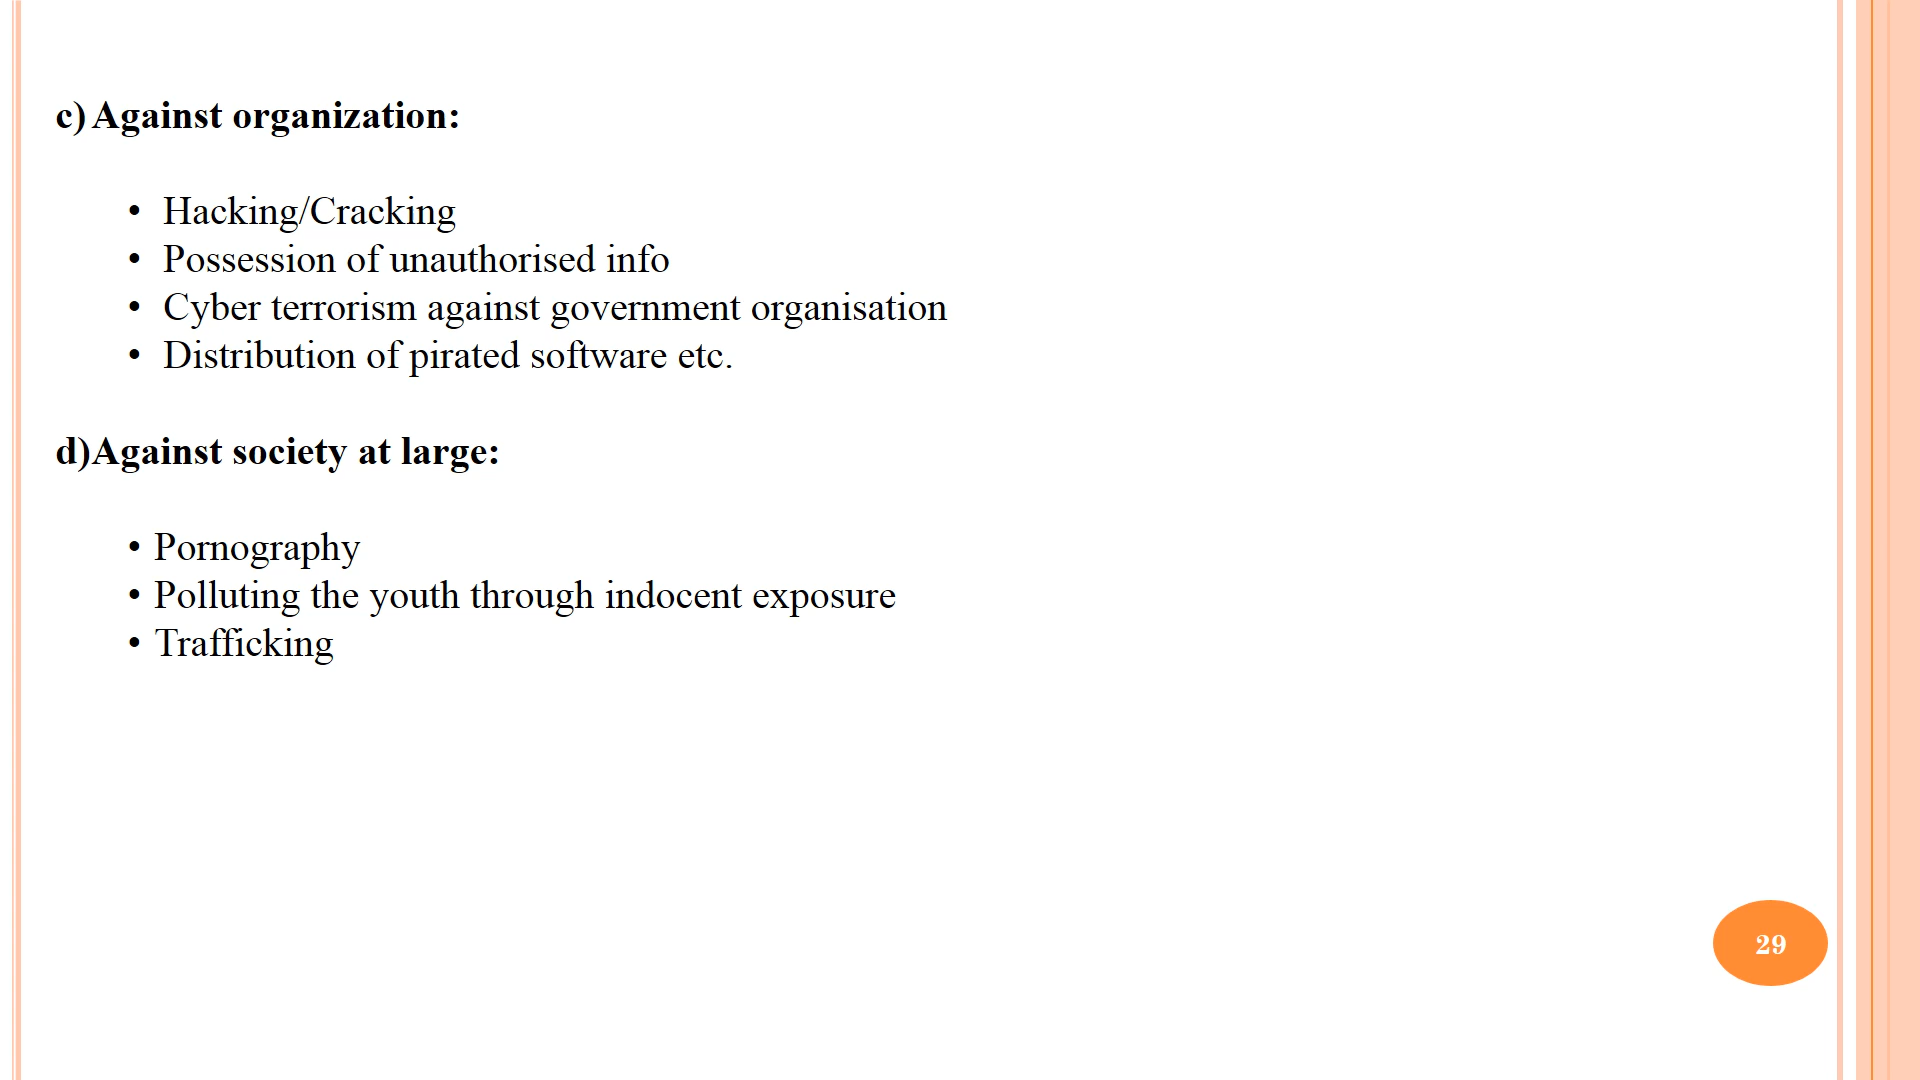 c) Against organization:
• Hacking/Cracking
• Possession of unauthorised info
• Cyber terrorism against government organisation
• Distribution of pirated software etc.
d)Against society at large:
• Pornography
• Polluting the youth through indocent exposure
• Trafficking
29